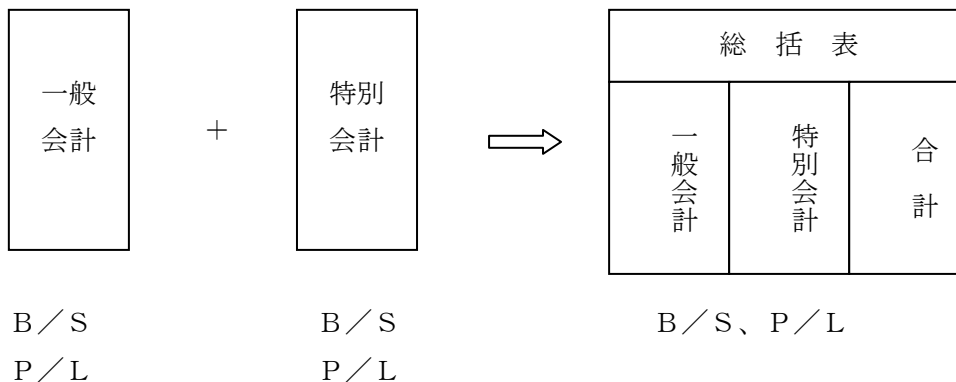 一般
会計
＋
特別
会計
総 括 表
一般会計
特別会計
合計
B／S
P／L
B／S
P／L
B／S、P／L